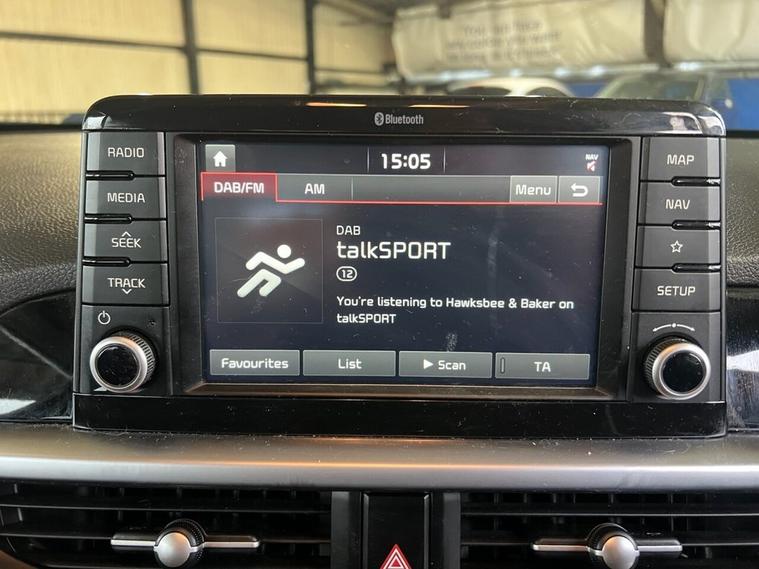 Bluetooth
RADIO
MEDIA
SEEK
TRACK
15:05
NAV
DAB/FM
AM
Menu
DAB
talkSPORT
12
You're listening to Hawksbee & Baker on
talkSPORT
Favourites
List
Scan
TA
MAP
NAV
SETUP